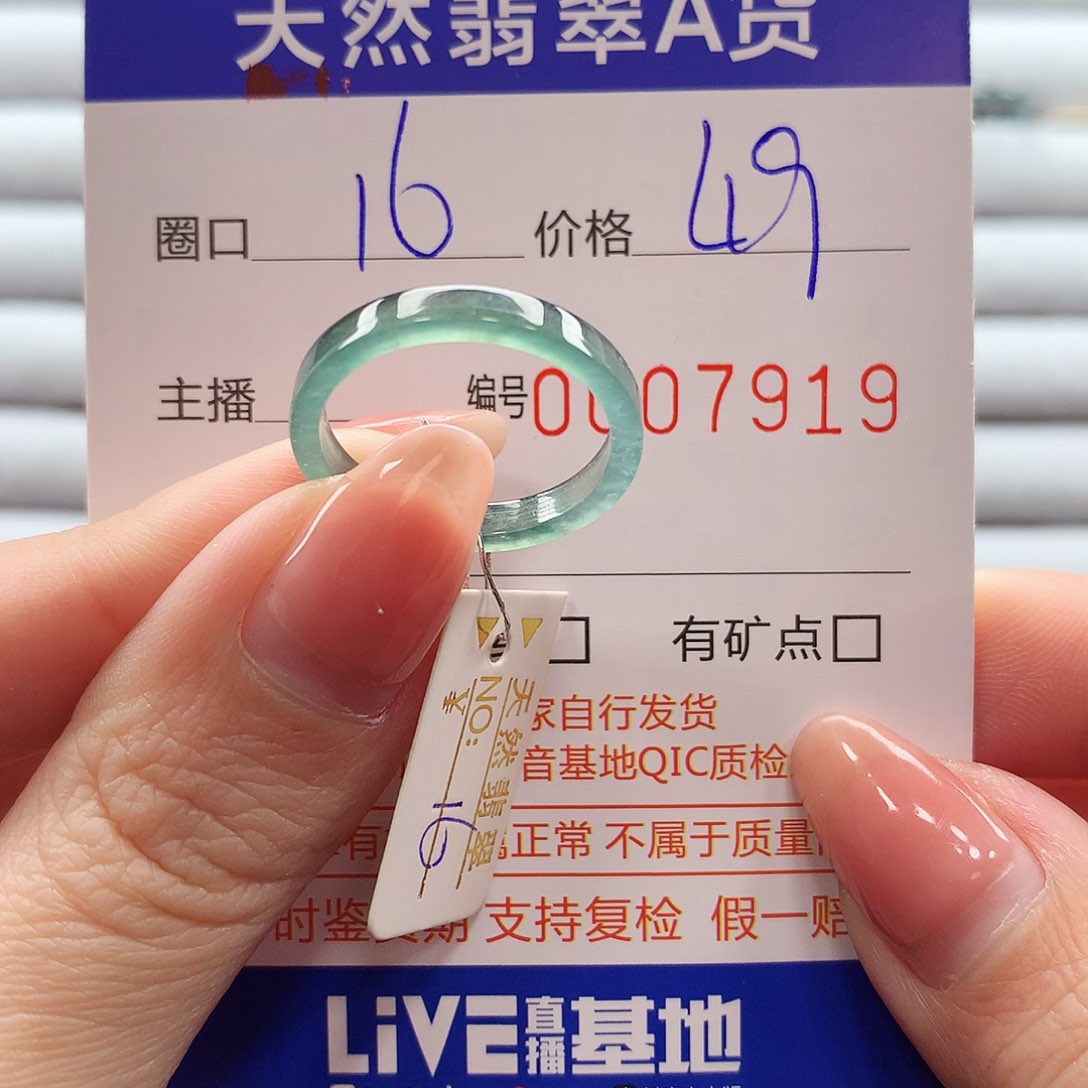 天然翡翠A货
圈口 16 价格 49
主播 编号 0007919
有矿点
家自行发货
音基地QIC质检
天然翡翠
NO:
¥
16
有 正常 不属于质量
时鉴 期 支持复检 假一赔
LiVE直播基地